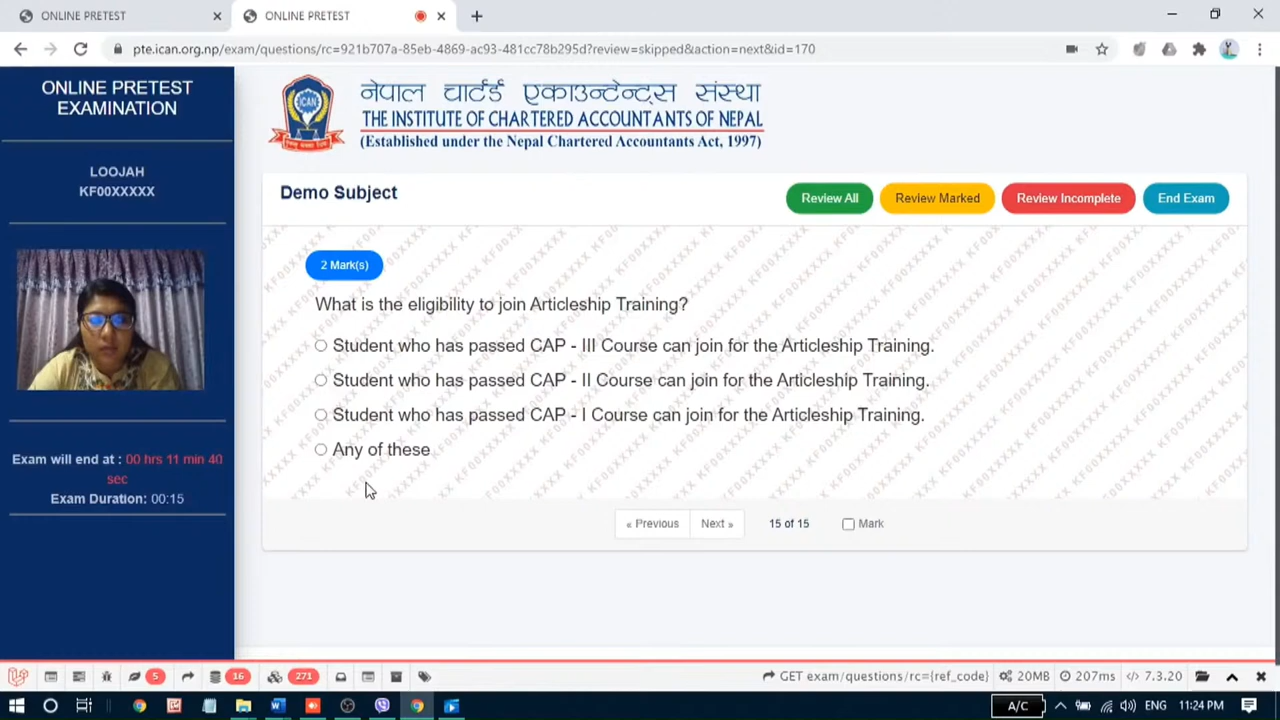 ONLINE PRETEST
ONLINE PRETEST
pte.ican.org.np/exam/questions/rc=921b707a-85eb-4869-ac93-481cc78b295d?review=skipped&action=next&id=170
ONLINE PRETEST
EXAMINATION
LOOJAH
KF00XXXXX
Exam will end at : 00 hrs 11 min 40
sec
Exam Duration: 00:15
ICAN
नेपाल चार्टर्ड एकाउन्टेन्ट्स संस्था
THE INSTITUTE OF CHARTERED ACCOUNTANTS OF NEPAL
(Established under the Nepal Chartered Accountants Act, 1997)
Demo Subject
Review All
Review Marked
Review Incomplete
End Exam
2 Mark(s)
What is the eligibility to join Articleship Training?
Student who has passed CAP - III Course can join for the Articleship Training.
Student who has passed CAP - II Course can join for the Articleship Training.
Student who has passed CAP - I Course can join for the Articleship Training.
Any of these
« Previous
Next »
15 of 15
Mark
5
16
271
GET exam/questions/rc={ref_code}
20MB
207ms
7.3.20
A/C
ENG
11:24 PM